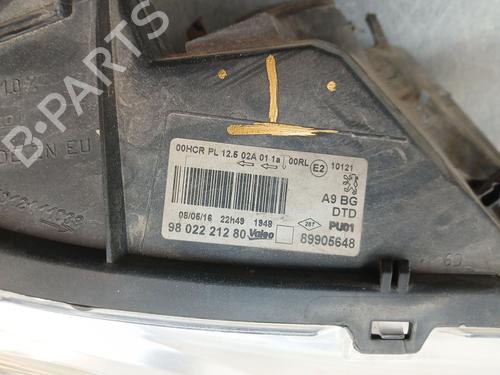 B-PARTS
00HCR PL 12.5 02A 01 1a 00RL E2 10121
A9 BG
DTD
PU01
08/06/16 22h49 1948
98 022 212 80 Valeo 89905648